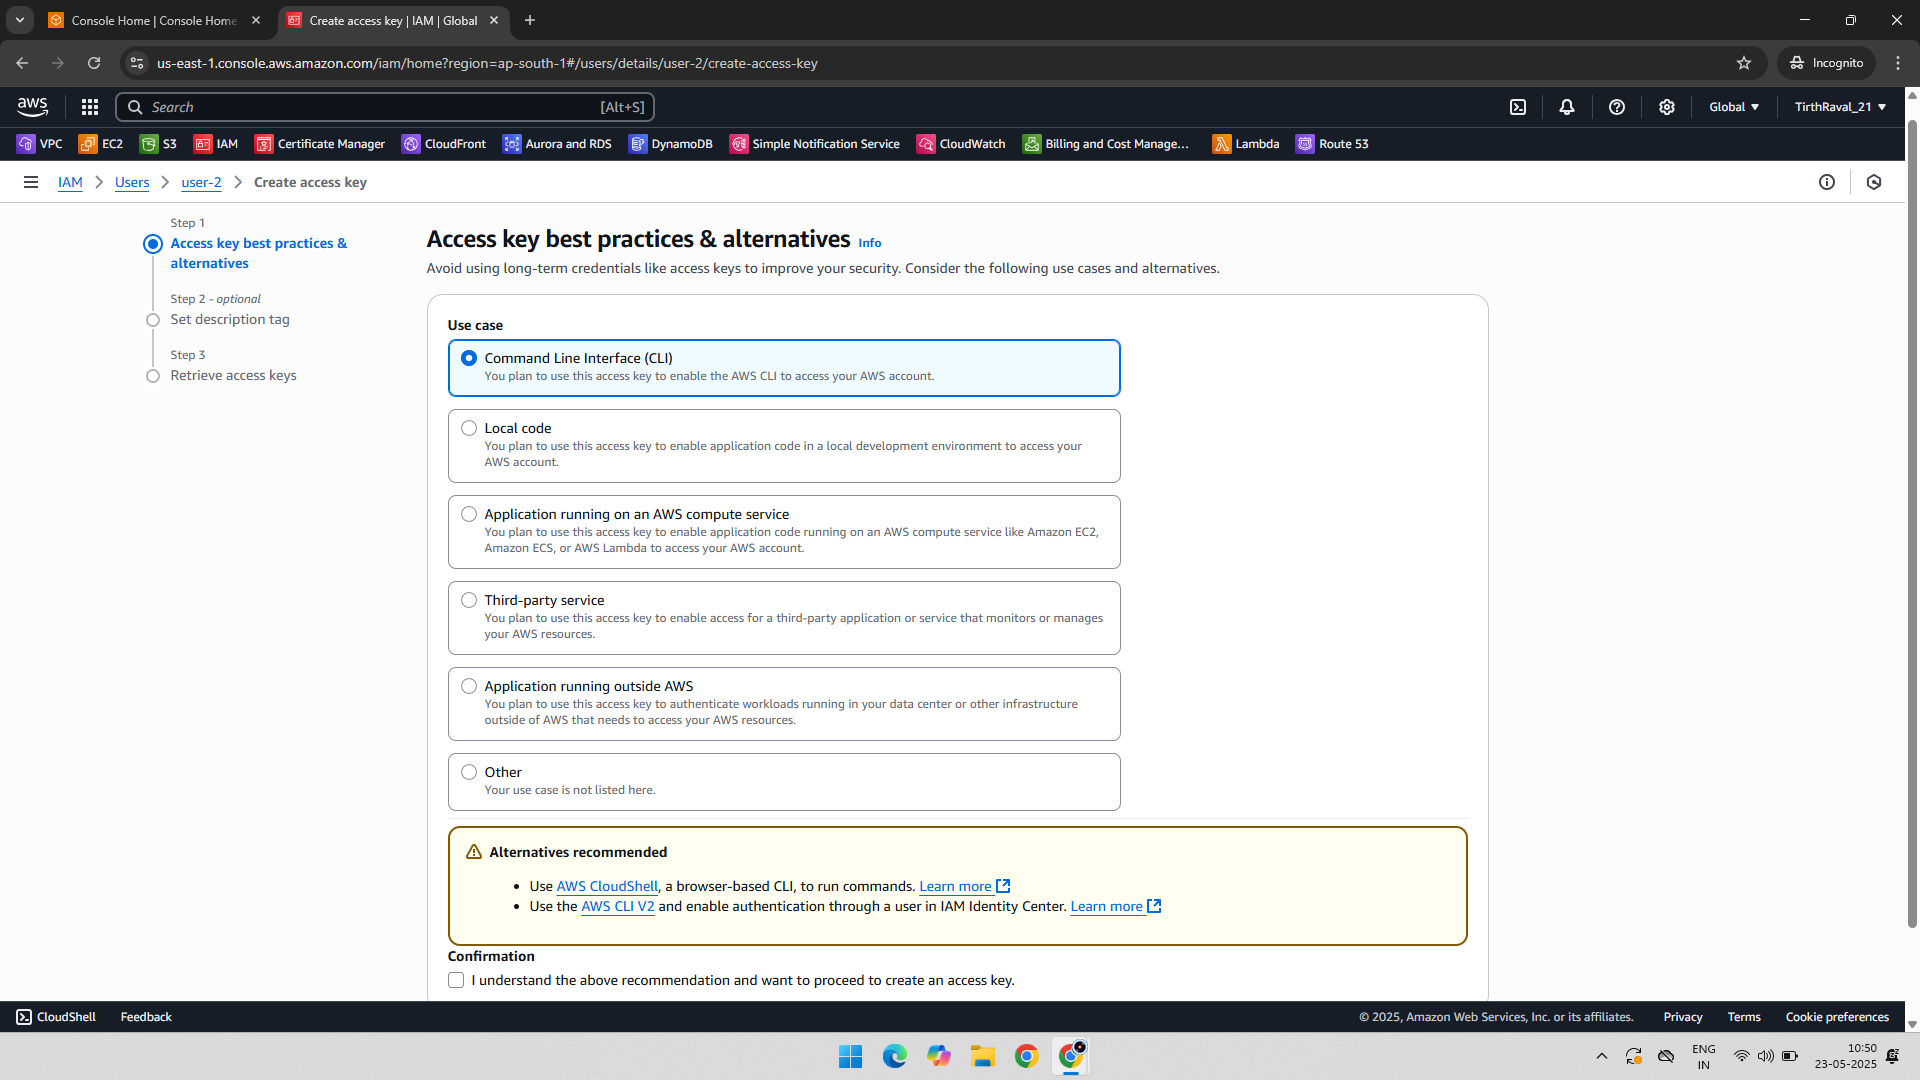 Console Home | Console Home
Create access key | IAM | Global
us-east-1.console.aws.amazon.com/iam/home?region=ap-south-1#/users/details/user-2/create-access-key
Incognito
aws
Search
[Alt+S]
Global
TirthRaval_21
VPC
EC2
S3
IAM
Certificate Manager
CloudFront
Aurora and RDS
DynamoDB
Simple Notification Service
CloudWatch
Billing and Cost Manage...
Lambda
Route 53
IAM
Users
user-2
Create access key
Step 1
Access key best practices &
alternatives
Step 2 - optional
Set description tag
Step 3
Retrieve access keys
Access key best practices & alternatives Info
Avoid using long-term credentials like access keys to improve your security. Consider the following use cases and alternatives.
Use case
Command Line Interface (CLI)
You plan to use this access key to enable the AWS CLI to access your AWS account.
Local code
You plan to use this access key to enable application code in a local development environment to access your
AWS account.
Application running on an AWS compute service
You plan to use this access key to enable application code running on an AWS compute service like Amazon EC2,
Amazon ECS, or AWS Lambda to access your AWS account.
Third-party service
You plan to use this access key to enable access for a third-party application or service that monitors or manages
your AWS resources.
Application running outside AWS
You plan to use this access key to authenticate workloads running in your data center or other infrastructure
outside of AWS that needs to access your AWS resources.
Other
Your use case is not listed here.
Alternatives recommended
• Use AWS CloudShell, a browser-based CLI, to run commands. Learn more
• Use the AWS CLI V2 and enable authentication through a user in IAM Identity Center. Learn more
Confirmation
I understand the above recommendation and want to proceed to create an access key.
CloudShell
Feedback
© 2025, Amazon Web Services, Inc. or its affiliates.
Privacy
Terms
Cookie preferences
ENG
IN
10:50
23-05-2025